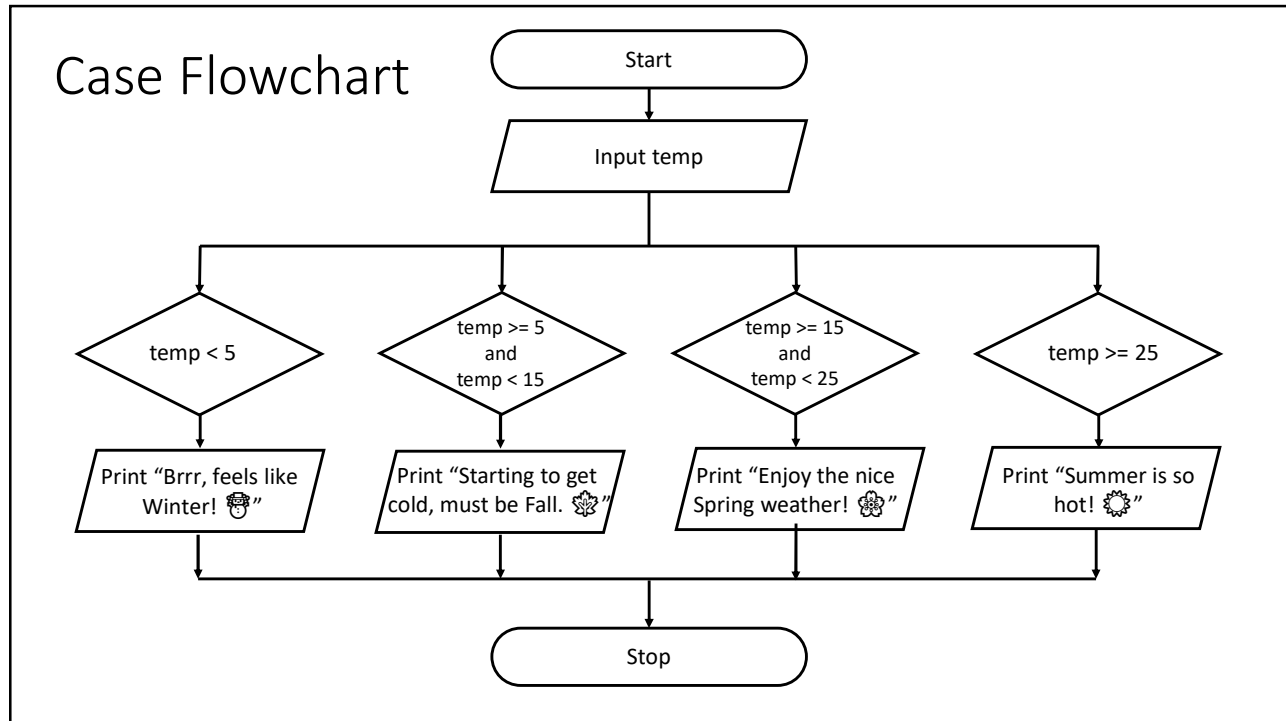 Case Flowchart
Start
Input temp
temp < 5
temp >= 5
and
temp < 15
temp >= 15
and
temp < 25
temp >= 25
Print “Brrr, feels like
Winter! ☃”
Print “Starting to get
cold, must be Fall. 🍁”
Print “Enjoy the nice
Spring weather! 🌸”
Print “Summer is so
hot! ☀”
Stop